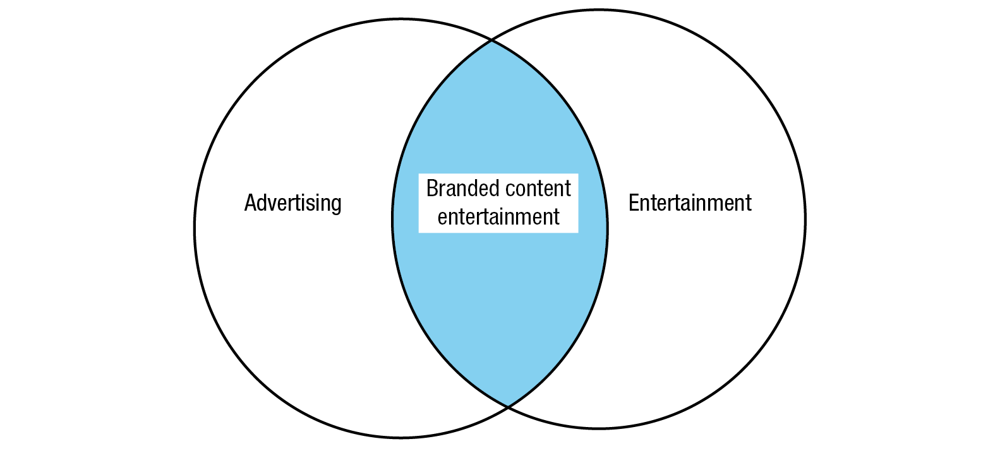 Advertising
Branded content
entertainment
Entertainment